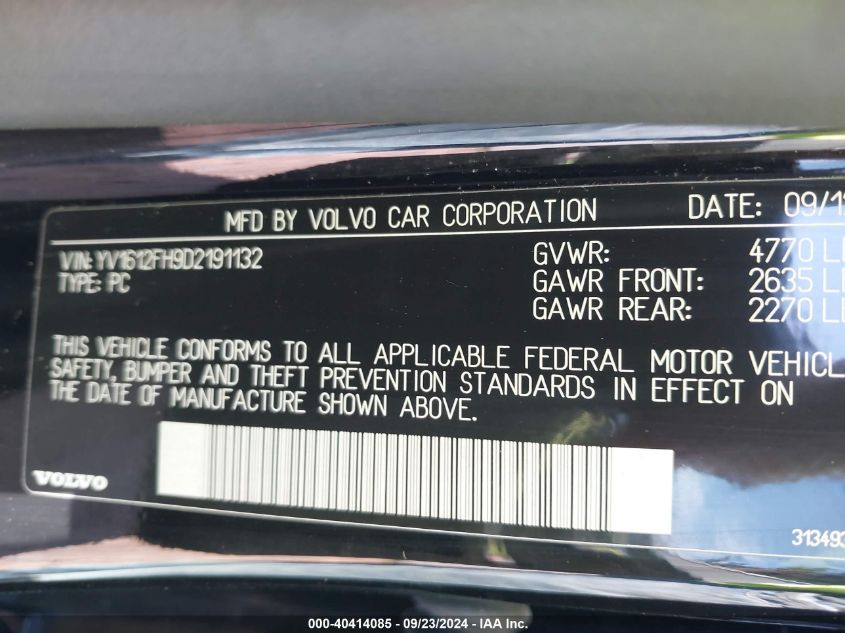 MFD BY VOLVO CAR CORPORATION DATE: 09/1
VIN: YV1612FH9D2191132 GVWR: 4770 L
TYPE: PC GAWR FRONT: 2635 L
GAWR REAR: 2270 L
THIS VEHICLE CONFORMS TO ALL APPLICABLE FEDERAL MOTOR VEHICL
SAFETY, BUMPER AND THEFT PREVENTION STANDARDS IN EFFECT ON
THE DATE OF MANUFACTURE SHOWN ABOVE.
VOLVO
31349
000-40414085 - 09/23/2024 - IAA Inc.